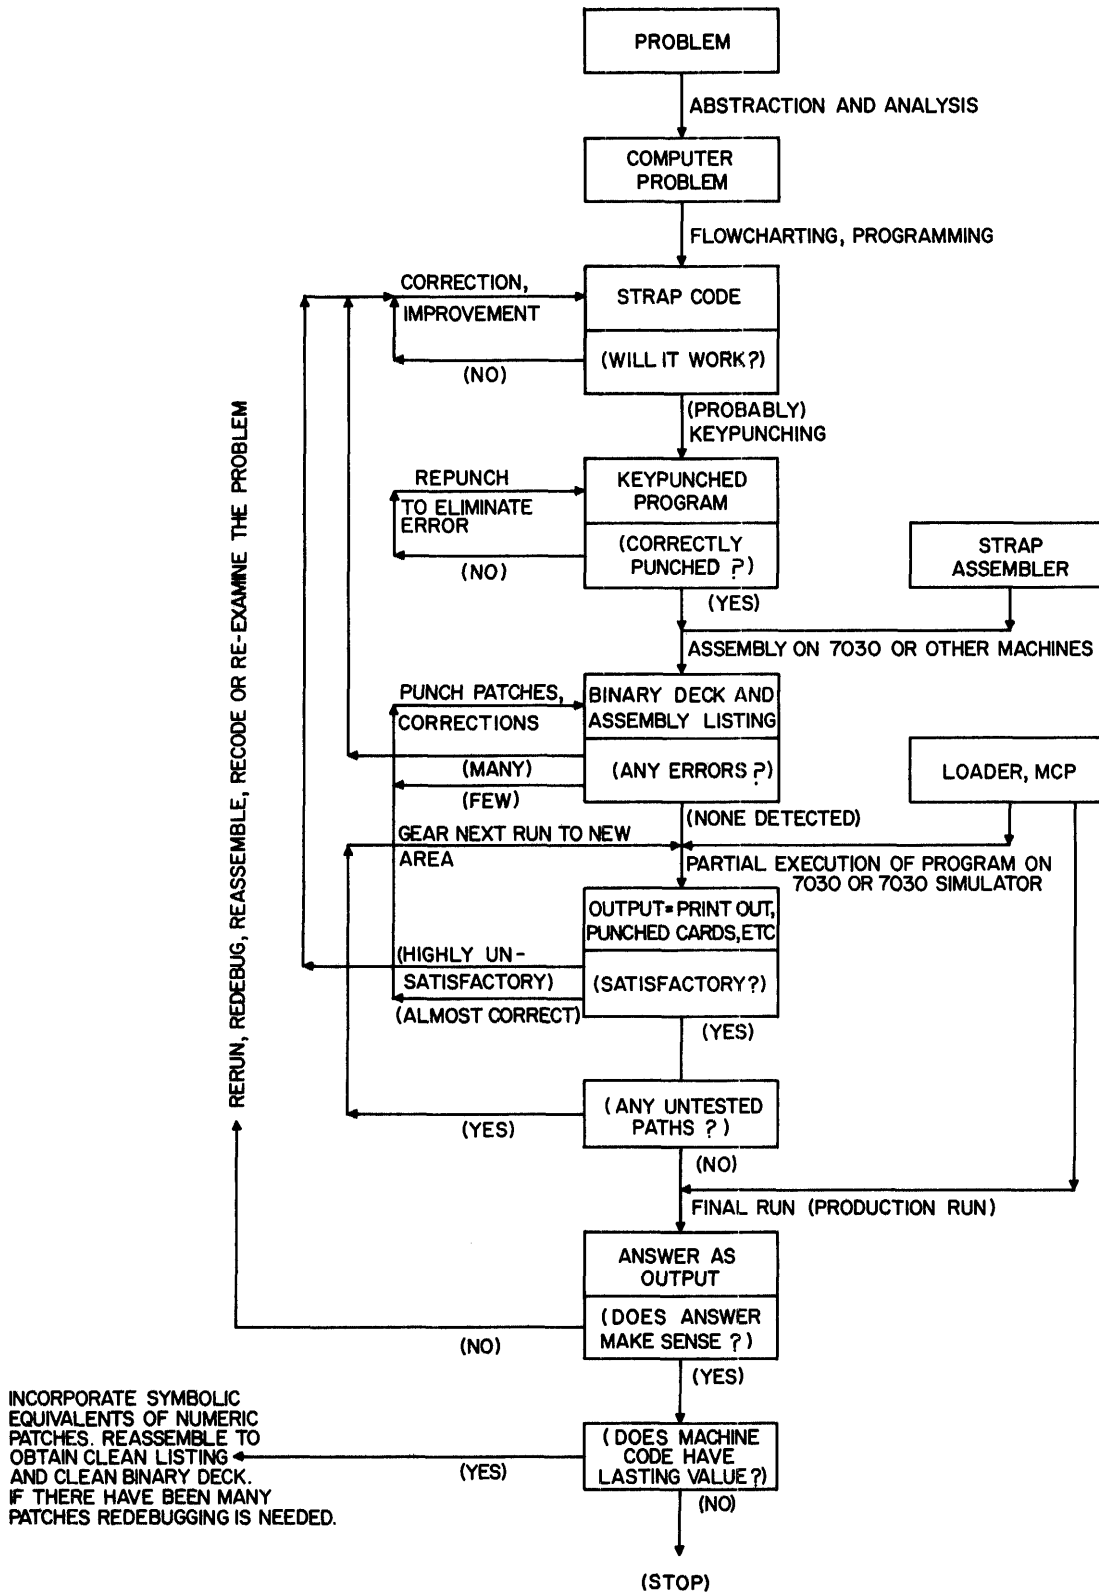 PROBLEM
ABSTRACTION AND ANALYSIS
COMPUTER
PROBLEM
FLOWCHARTING, PROGRAMMING
CORRECTION,
IMPROVEMENT
STRAP CODE
(WILL IT WORK?)
(NO)
(PROBABLY)
KEYPUNCHING
REPUNCH
TO ELIMINATE
ERROR
KEYPUNCHED
PROGRAM
(CORRECTLY
PUNCHED ?)
(NO)
(YES)
STRAP
ASSEMBLER
ASSEMBLY ON 7030 OR OTHER MACHINES
PUNCH PATCHES,
CORRECTIONS
BINARY DECK AND
ASSEMBLY LISTING
(ANY ERRORS ?)
(MANY)
(FEW)
(NONE DETECTED)
LOADER, MCP
GEAR NEXT RUN TO NEW
AREA
PARTIAL EXECUTION OF PROGRAM ON
7030 OR 7030 SIMULATOR
OUTPUT=PRINT OUT,
PUNCHED CARDS, ETC
(SATISFACTORY?)
(HIGHLY UN-
SATISFACTORY)
(ALMOST CORRECT)
(YES)
(ANY UNTESTED
PATHS ?)
(YES)
(NO)
FINAL RUN (PRODUCTION RUN)
ANSWER AS
OUTPUT
(DOES ANSWER
MAKE SENSE ?)
(NO)
(YES)
RERUN, REDEBUG, REASSEMBLE, RECODE OR RE-EXAMINE THE PROBLEM
(DOES MACHINE
CODE HAVE
LASTING VALUE?)
(YES)
INCORPORATE SYMBOLIC
EQUIVALENTS OF NUMERIC
PATCHES. REASSEMBLE TO
OBTAIN CLEAN LISTING
AND CLEAN BINARY DECK.
IF THERE HAVE BEEN MANY
PATCHES REDEBUGGING IS NEEDED.
(NO)
(STOP)